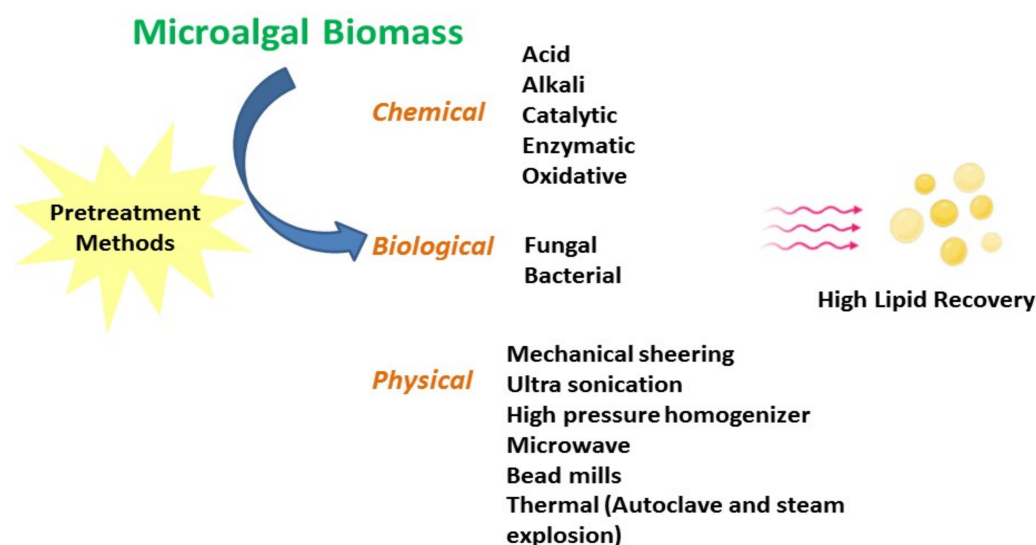 Microalgal Biomass
Pretreatment
Methods
Chemical
Acid
Alkali
Catalytic
Enzymatic
Oxidative
Biological
Fungal
Bacterial
Physical
Mechanical sheering
Ultra sonication
High pressure homogenizer
Microwave
Bead mills
Thermal (Autoclave and steam
explosion)
High Lipid Recovery